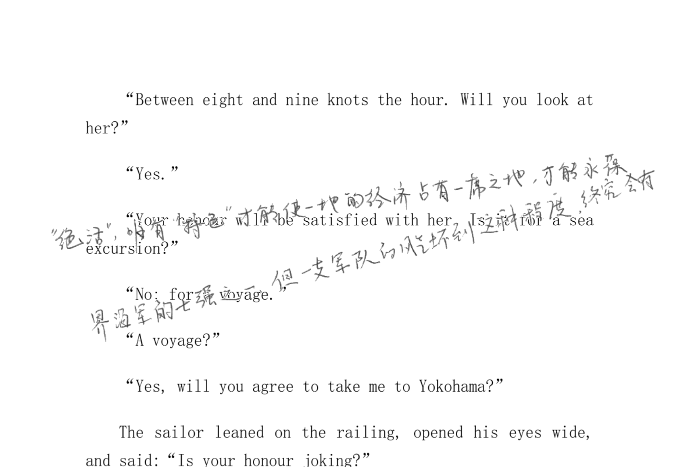 “Between eight and nine knots the hour. Will you look at
her?”
“Yes.”
“Your honour will be satisfied with her. Is it for a sea
excursion?”
“绝活”，唯有“特色”才能使一地的经济占有一席之地，才能永葆
“No; for a voyage.”
界海军的七强之一，但一支军队的风气坏到这种程度，终究会有
“A voyage?”
“Yes, will you agree to take me to Yokohama?”
The sailor leaned on the railing, opened his eyes wide,
and said: “Is your honour joking?”